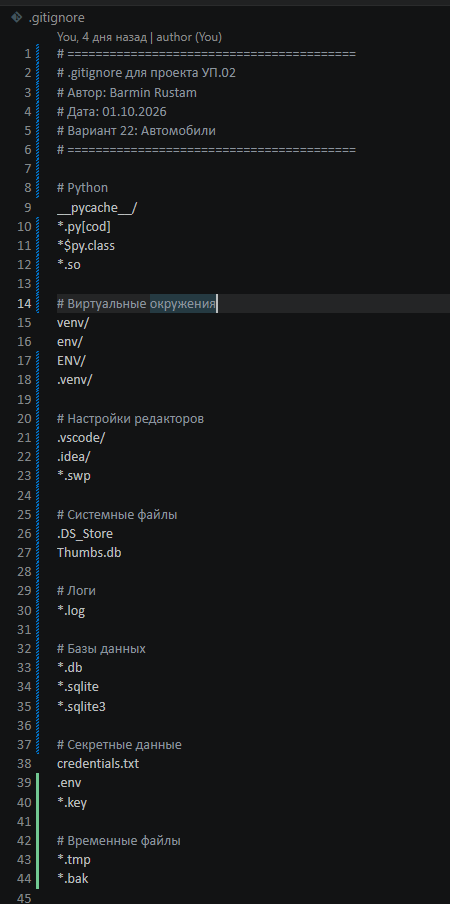 .gitignore
You, 4 дня назад | author (You)
1 # =========================================
2 # .gitignore для проекта УП.02
3 # Автор: Barmin Rustam
4 # Дата: 01.10.2026
5 # Вариант 22: Автомобили
6 # =========================================
7
8 # Python
9 __pycache__/
10 *.py[cod]
11 *$py.class
12 *.so
13
14 # Виртуальные окружения
15 venv/
16 env/
17 ENV/
18 .venv/
19
20 # Настройки редакторов
21 .vscode/
22 .idea/
23 *.swp
24
25 # Системные файлы
26 .DS_Store
27 Thumbs.db
28
29 # Логи
30 *.log
31
32 # Базы данных
33 *.db
34 *.sqlite
35 *.sqlite3
36
37 # Секретные данные
38 credentials.txt
39 .env
40 *.key
41
42 # Временные файлы
43 *.tmp
44 *.bak
45